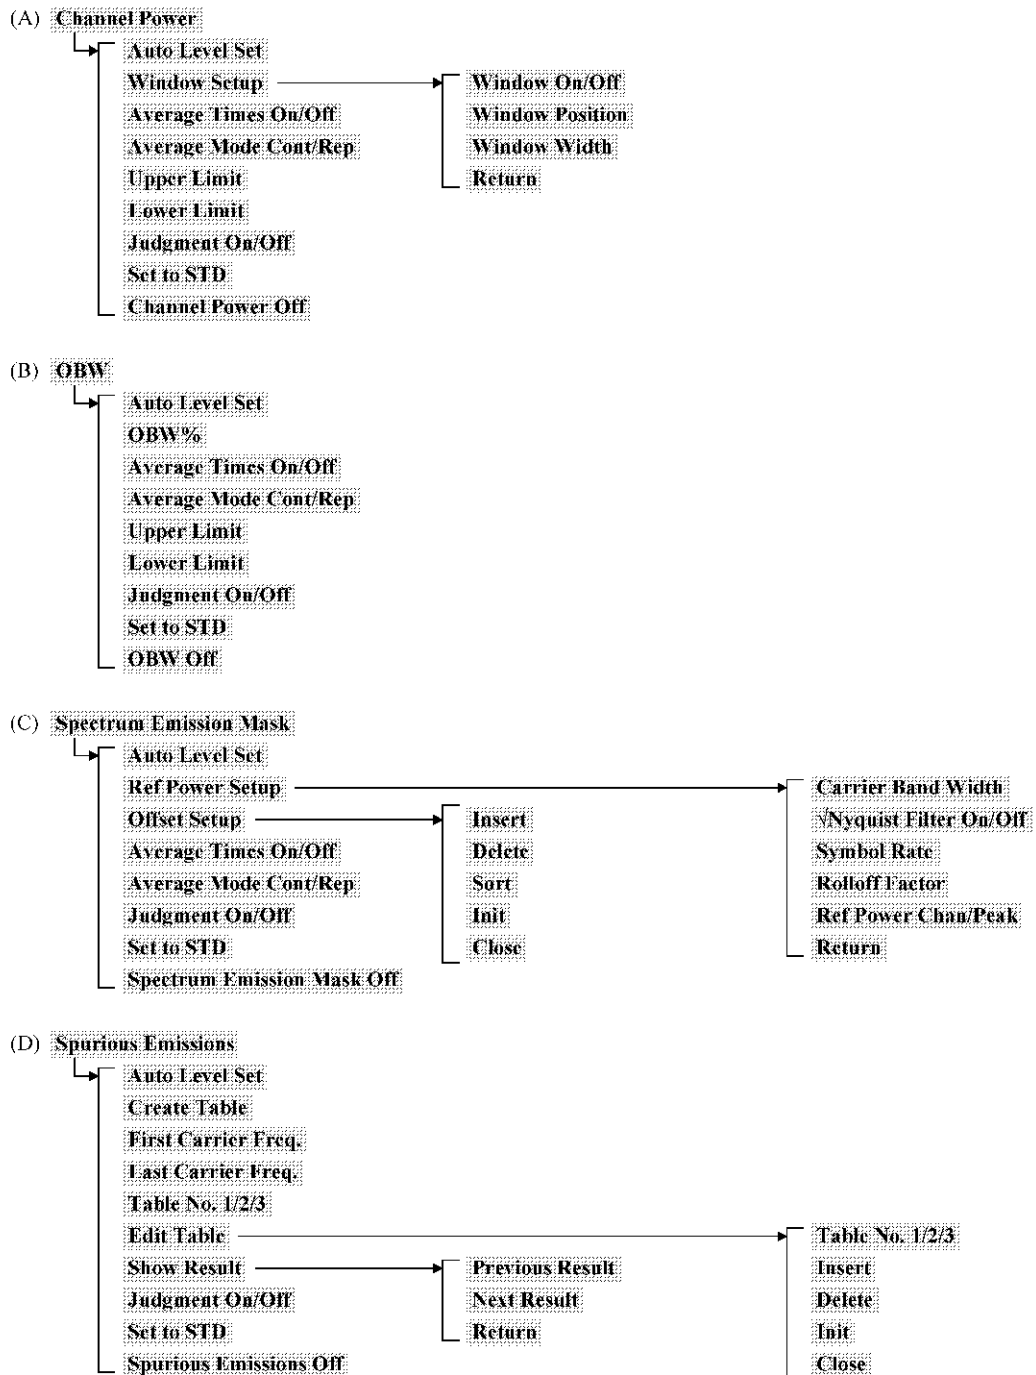 (A) Channel Power
Auto Level Set
Window Setup
Window On/Off
Average Times On/Off
Window Position
Average Mode Cont/Rep
Window Width
Upper Limit
Return
Lower Limit
Judgment On/Off
Set to STD
Channel Power Off
(B) OBW
Auto Level Set
OBW%
Average Times On/Off
Average Mode Cont/Rep
Upper Limit
Lower Limit
Judgment On/Off
Set to STD
OBW Off
(C) Spectrum Emission Mask
Auto Level Set
Ref Power Setup
Carrier Band Width
Offset Setup
Insert
√Nyquist Filter On/Off
Average Times On/Off
Delete
Symbol Rate
Average Mode Cont/Rep
Sort
Rolloff Factor
Judgment On/Off
Init
Ref Power Chan/Peak
Set to STD
Close
Return
Spectrum Emission Mask Off
(D) Spurious Emissions
Auto Level Set
Create Table
First Carrier Freq.
Last Carrier Freq.
Table No. 1/2/3
Edit Table
Table No. 1/2/3
Show Result
Previous Result
Insert
Judgment On/Off
Next Result
Delete
Set to STD
Return
Init
Spurious Emissions Off
Close